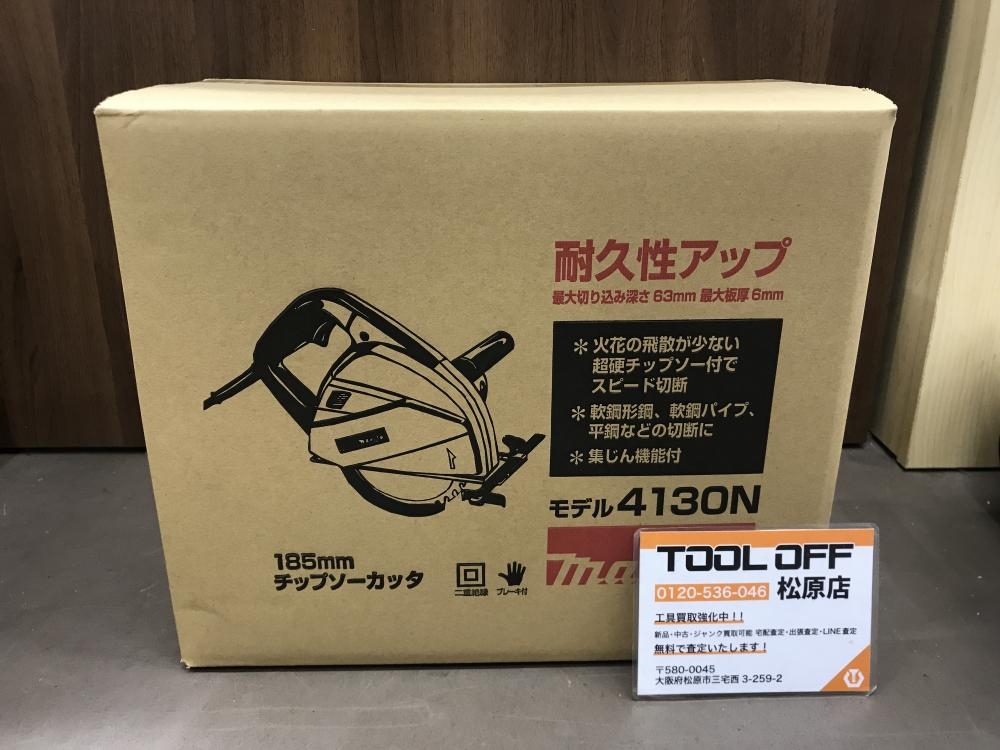 耐久性アップ
最大切り込み深さ 63mm 最大板厚 6mm
＊火花の飛散が少ない
超硬チップソー付で
スピード切断
＊軟鋼形鋼、軟鋼パイプ、
平鋼などの切断に
＊集じん機能付
モデル 4130N
185mm
チップソーカッタ
二重絶縁
ブレーキ付
TOOL OFF
0120-536-046 松原店
工具買取強化中！！
新品・中古・ジャンク買取可能 宅配査定・出張査定・LINE査定
無料で査定いたします！
〒580-0045
大阪府松原市三宅西 3-259-2